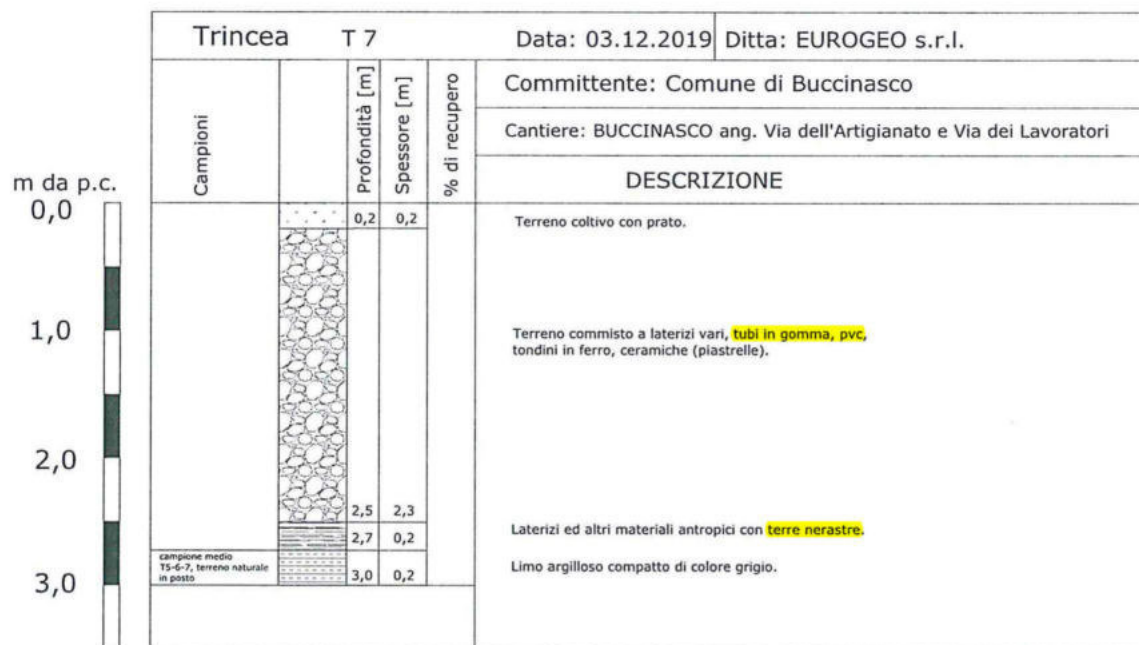 Trincea T 7 Data: 03.12.2019 Ditta: EUROGEO s.r.l.
Campioni
Profondità [m]
Spessore [m]
% di recupero
Committente: Comune di Buccinasco
Cantiere: BUCCINASCO ang. Via dell'Artigianato e Via dei Lavoratori
DESCRIZIONE
m da p.c.
0,0
0,2 0,2 Terreno coltivo con prato.
1,0
Terreno commisto a laterizi vari, tubi in gomma, pvc,
tondini in ferro, ceramiche (piastrelle).
2,0
2,5 2,3
2,7 0,2 Laterizi ed altri materiali antropici con terre nerastre.
campione medio
T5-6-7, terreno naturale
in posto
3,0 0,2 Limo argilloso compatto di colore grigio.
3,0